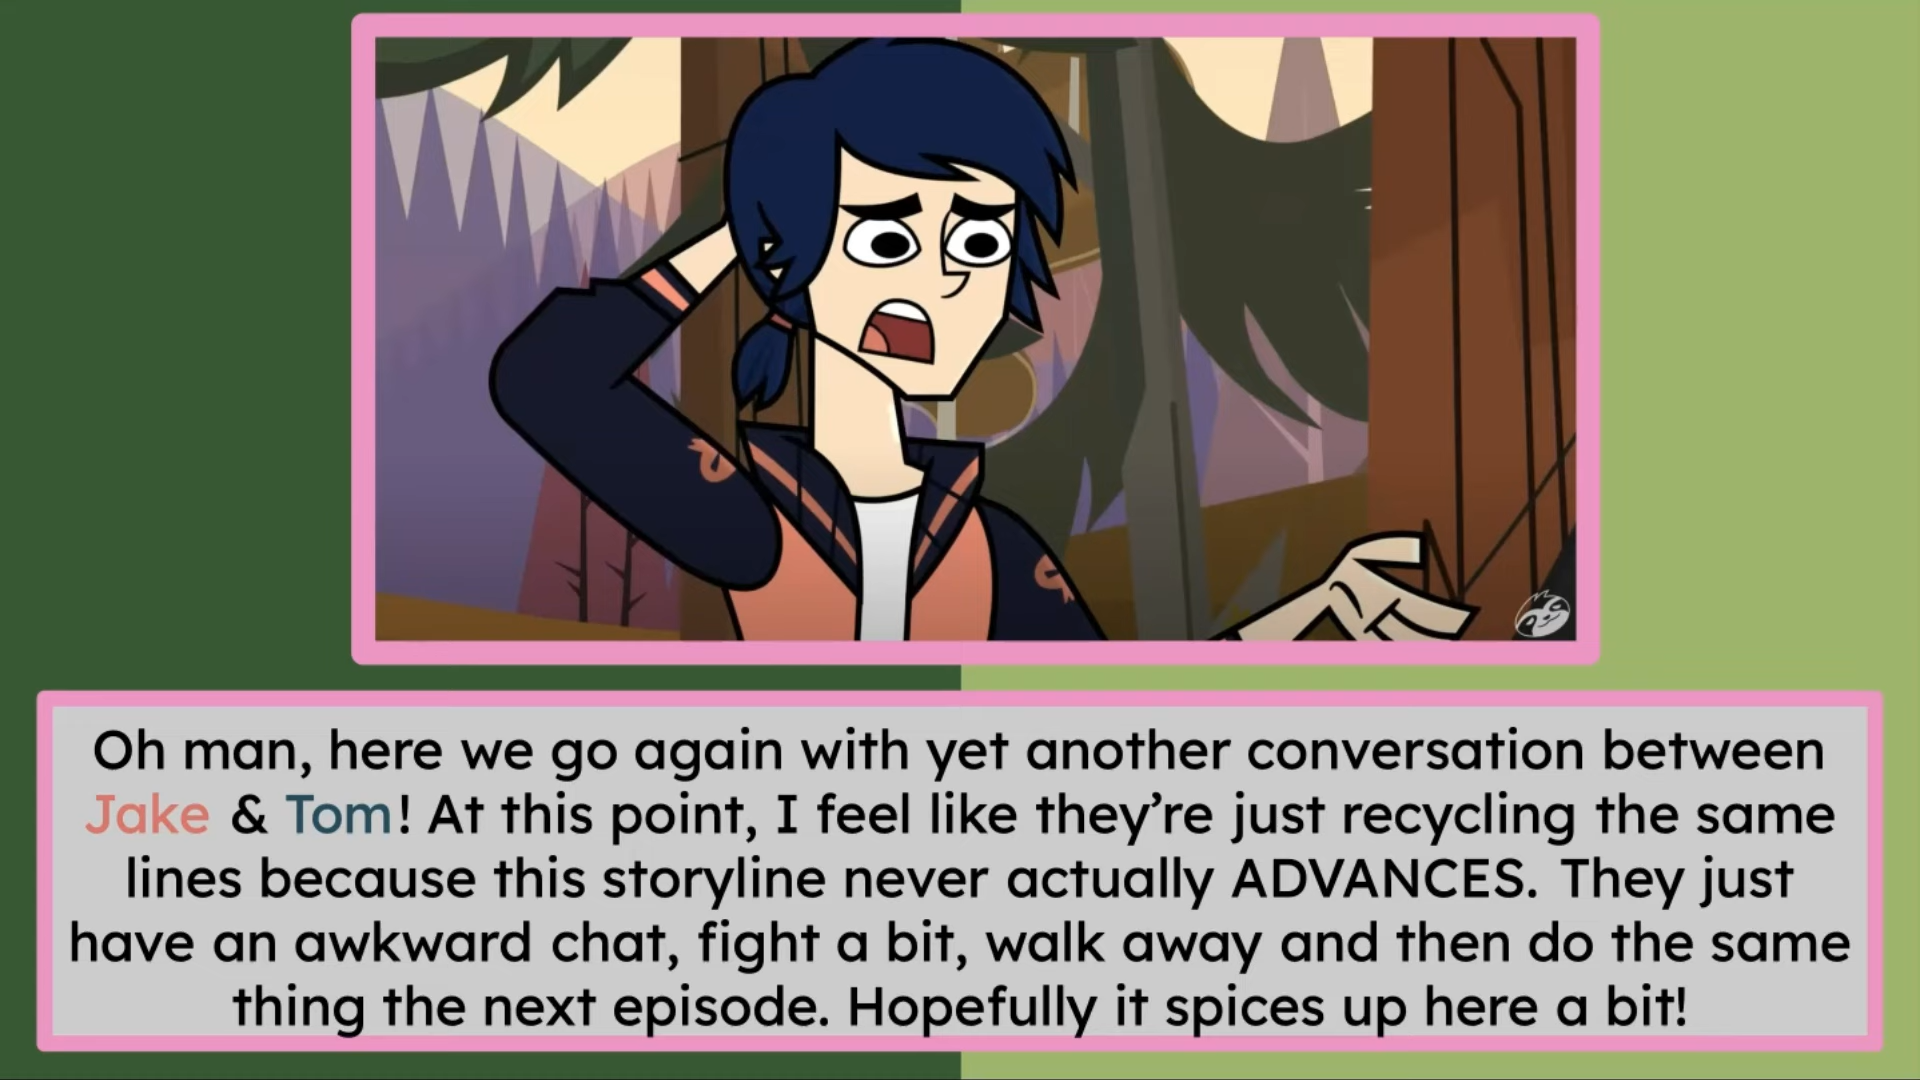 Oh man, here we go again with yet another conversation between
Jake & Tom! At this point, I feel like they’re just recycling the same
lines because this storyline never actually ADVANCES. They just
have an awkward chat, fight a bit, walk away and then do the same
thing the next episode. Hopefully it spices up here a bit!